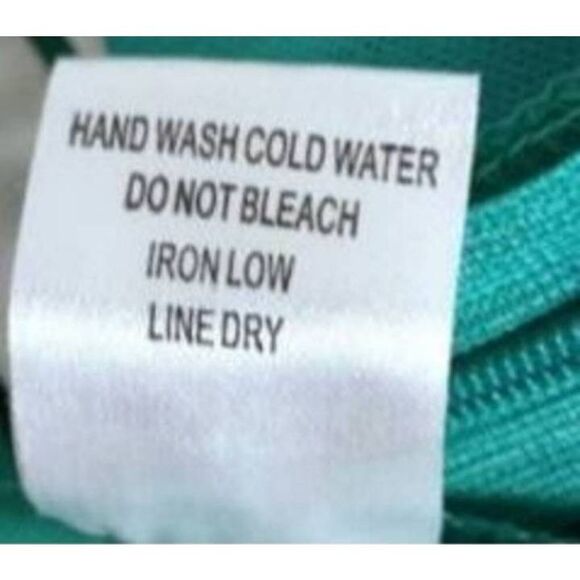 HAND WASH COLD WATER
DO NOT BLEACH
IRON LOW
LINE DRY